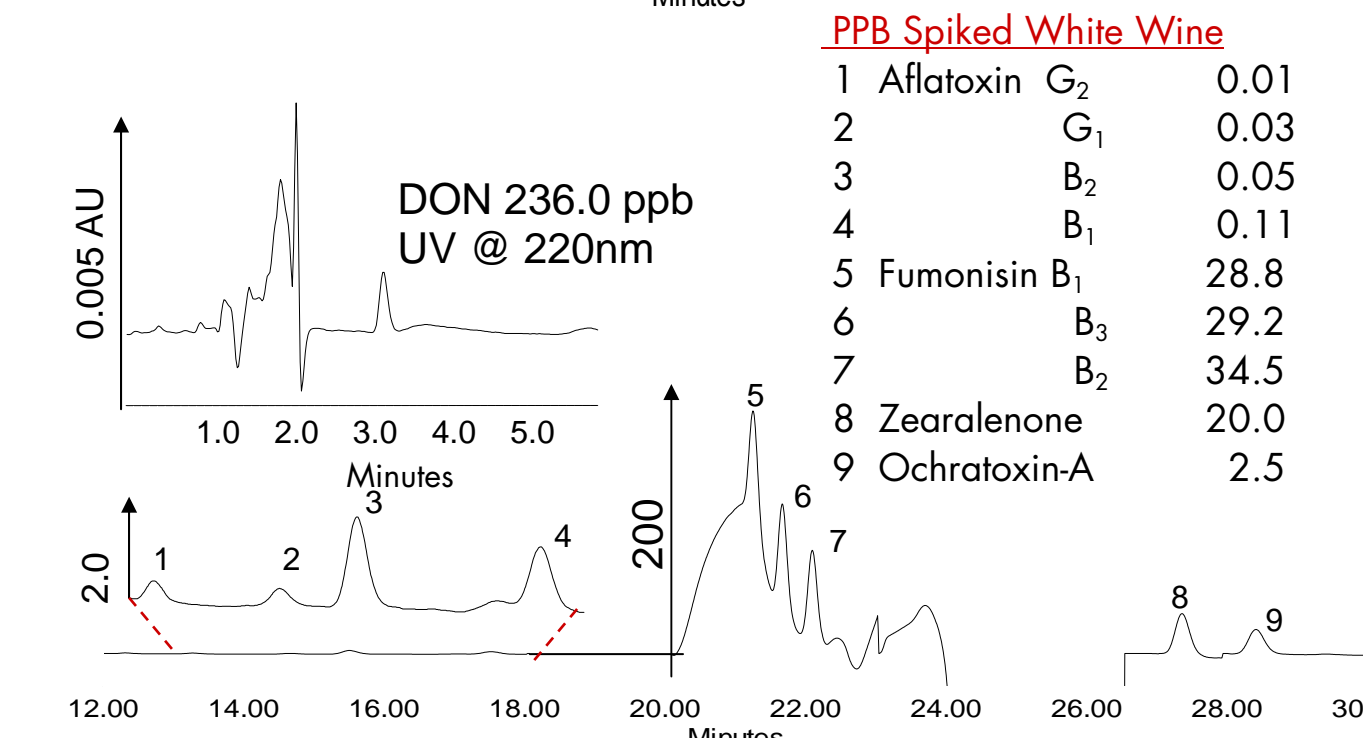 Minutes
PPB Spiked White Wine
1 Aflatoxin G₂ 0.01
2 G₁ 0.03
3 B₂ 0.05
4 B₁ 0.11
5 Fumonisin B₁ 28.8
6 B₃ 29.2
7 B₂ 34.5
8 Zearalenone 20.0
9 Ochratoxin-A 2.5
0.005 AU
DON 236.0 ppb
UV @ 220nm
1.0 2.0 3.0 4.0 5.0
Minutes
2.0
1 2 3 4
200
5 6 7
8 9
12.00 14.00 16.00 18.00 20.00 22.00 24.00 26.00 28.00 30
Minutes